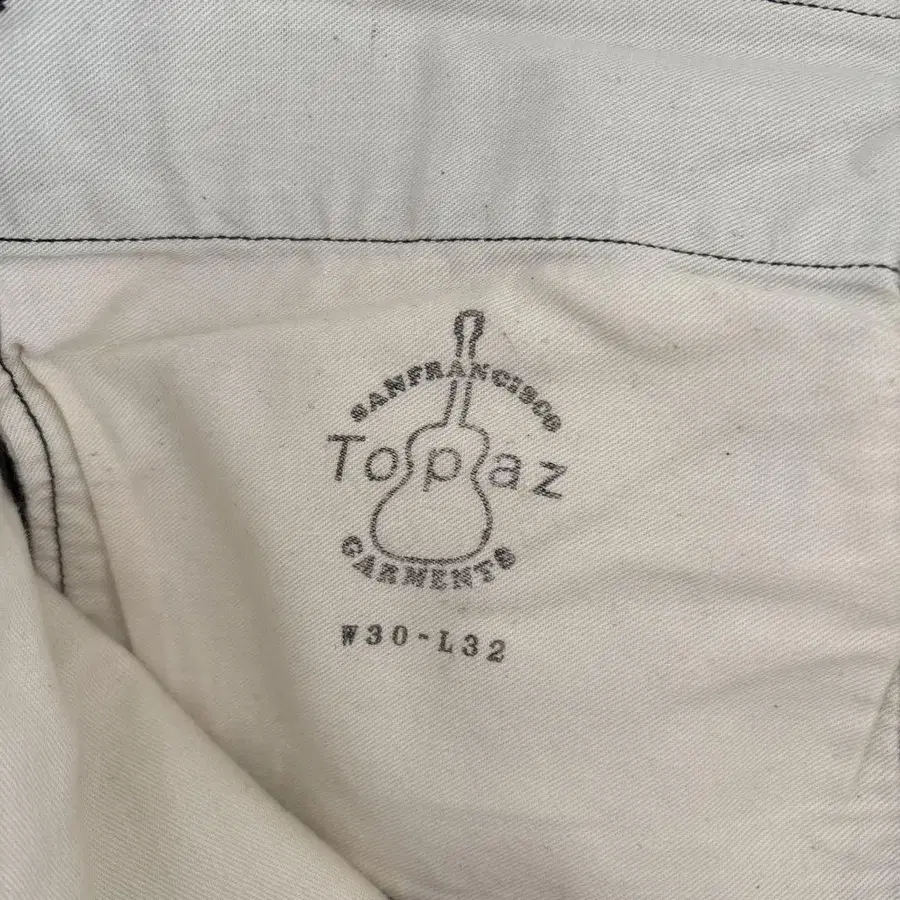 SANFRANCISCO
Topaz
GARMENTS
W30-L32